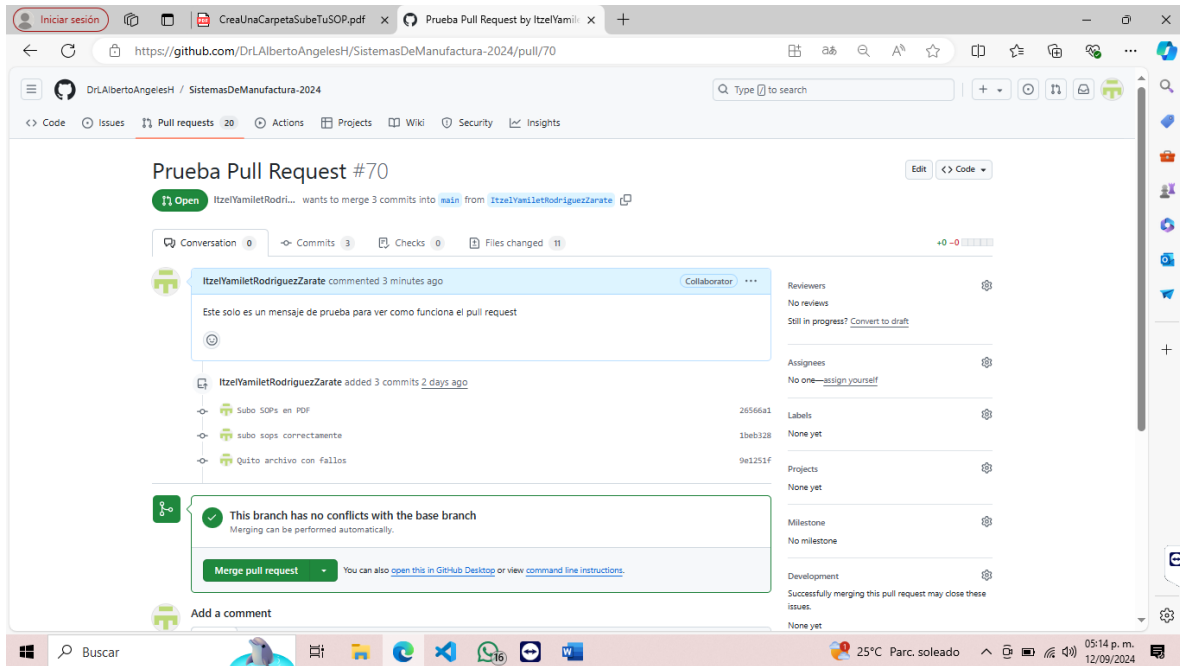 Iniciar sesión
CreaUnaCarpetaSubeTuSOP.pdf
Prueba Pull Request by ItzelYamile
https://github.com/DrLAlbertoAngelesH/SistemasDeManufactura-2024/pull/70
DrLAlbertoAngelesH / SistemasDeManufactura-2024
Type / to search
Code Issues Pull requests 20 Actions Projects Wiki Security Insights
Prueba Pull Request #70
Edit <> Code
Open ItzelYamiletRodri... wants to merge 3 commits into main from ItzelYamiletRodriguezZarate
Conversation 0 Commits 3 Checks 0 Files changed 11
+0 −0
ItzelYamiletRodriguezZarate commented 3 minutes ago
Collaborator ...
Este solo es un mensaje de prueba para ver como funciona el pull request
ItzelYamiletRodriguezZarate added 3 commits 2 days ago
Subo SOPs en PDF 26566a1
subo sops correctamente 1beb328
Quito archivo con fallos 9e1251f
This branch has no conflicts with the base branch
Merging can be performed automatically.
Merge pull request
You can also open this in GitHub Desktop or view command line instructions.
Add a comment
Reviewers
No reviews
Still in progress? Convert to draft
Assignees
No one—assign yourself
Labels
None yet
Projects
None yet
Milestone
No milestone
Development
Successfully merging this pull request may close these
issues.
None yet
Buscar
16
25°C Parc. soleado
05:14 p. m.
12/09/2024